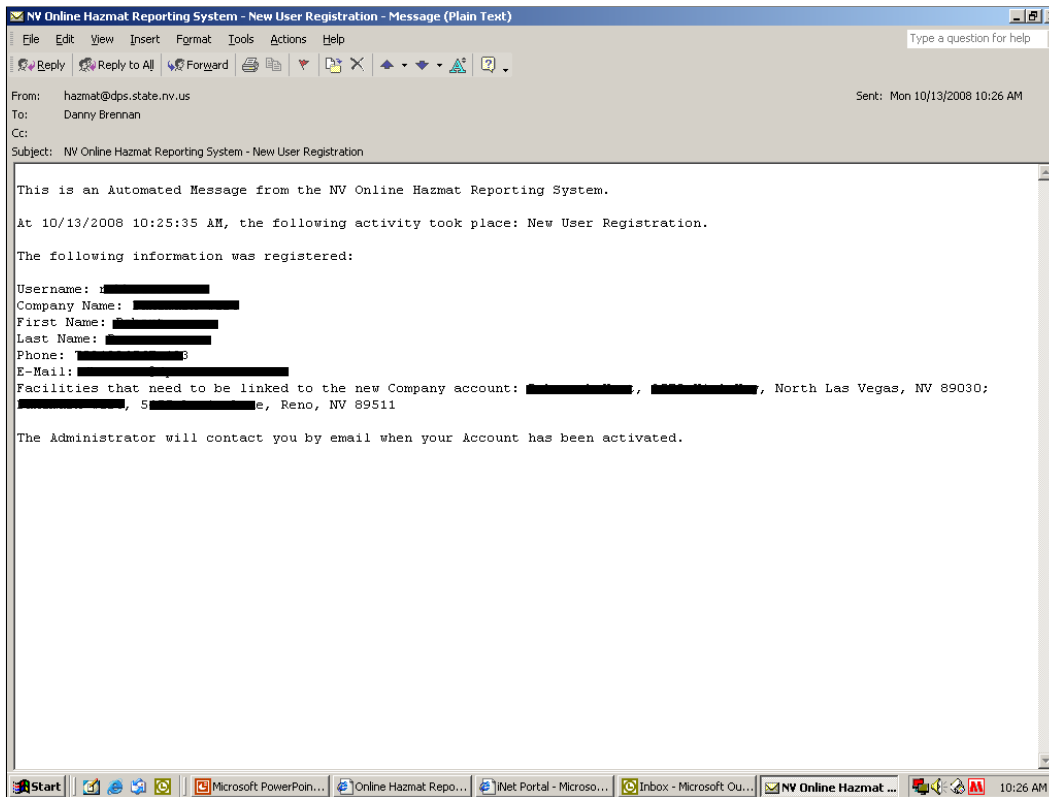 NV Online Hazmat Reporting System - New User Registration - Message (Plain Text)
File Edit View Insert Format Tools Actions Help
Type a question for help
Reply Reply to All Forward
From: hazmat@dps.state.nv.us
Sent: Mon 10/13/2008 10:26 AM
To: Danny Brennan
Cc:
Subject: NV Online Hazmat Reporting System - New User Registration
This is an Automated Message from the NV Online Hazmat Reporting System.
At 10/13/2008 10:25:35 AM, the following activity took place: New User Registration.
The following information was registered:
Username:
Company Name:
First Name:
Last Name:
Phone:
E-Mail:
Facilities that need to be linked to the new Company account: , , North Las Vegas, NV 89030;
, Reno, NV 89511
The Administrator will contact you by email when your Account has been activated.
Start Microsoft PowerPoin... Online Hazmat Repo... iNet Portal - Microso... Inbox - Microsoft Ou... NV Online Hazmat ... 10:26 AM